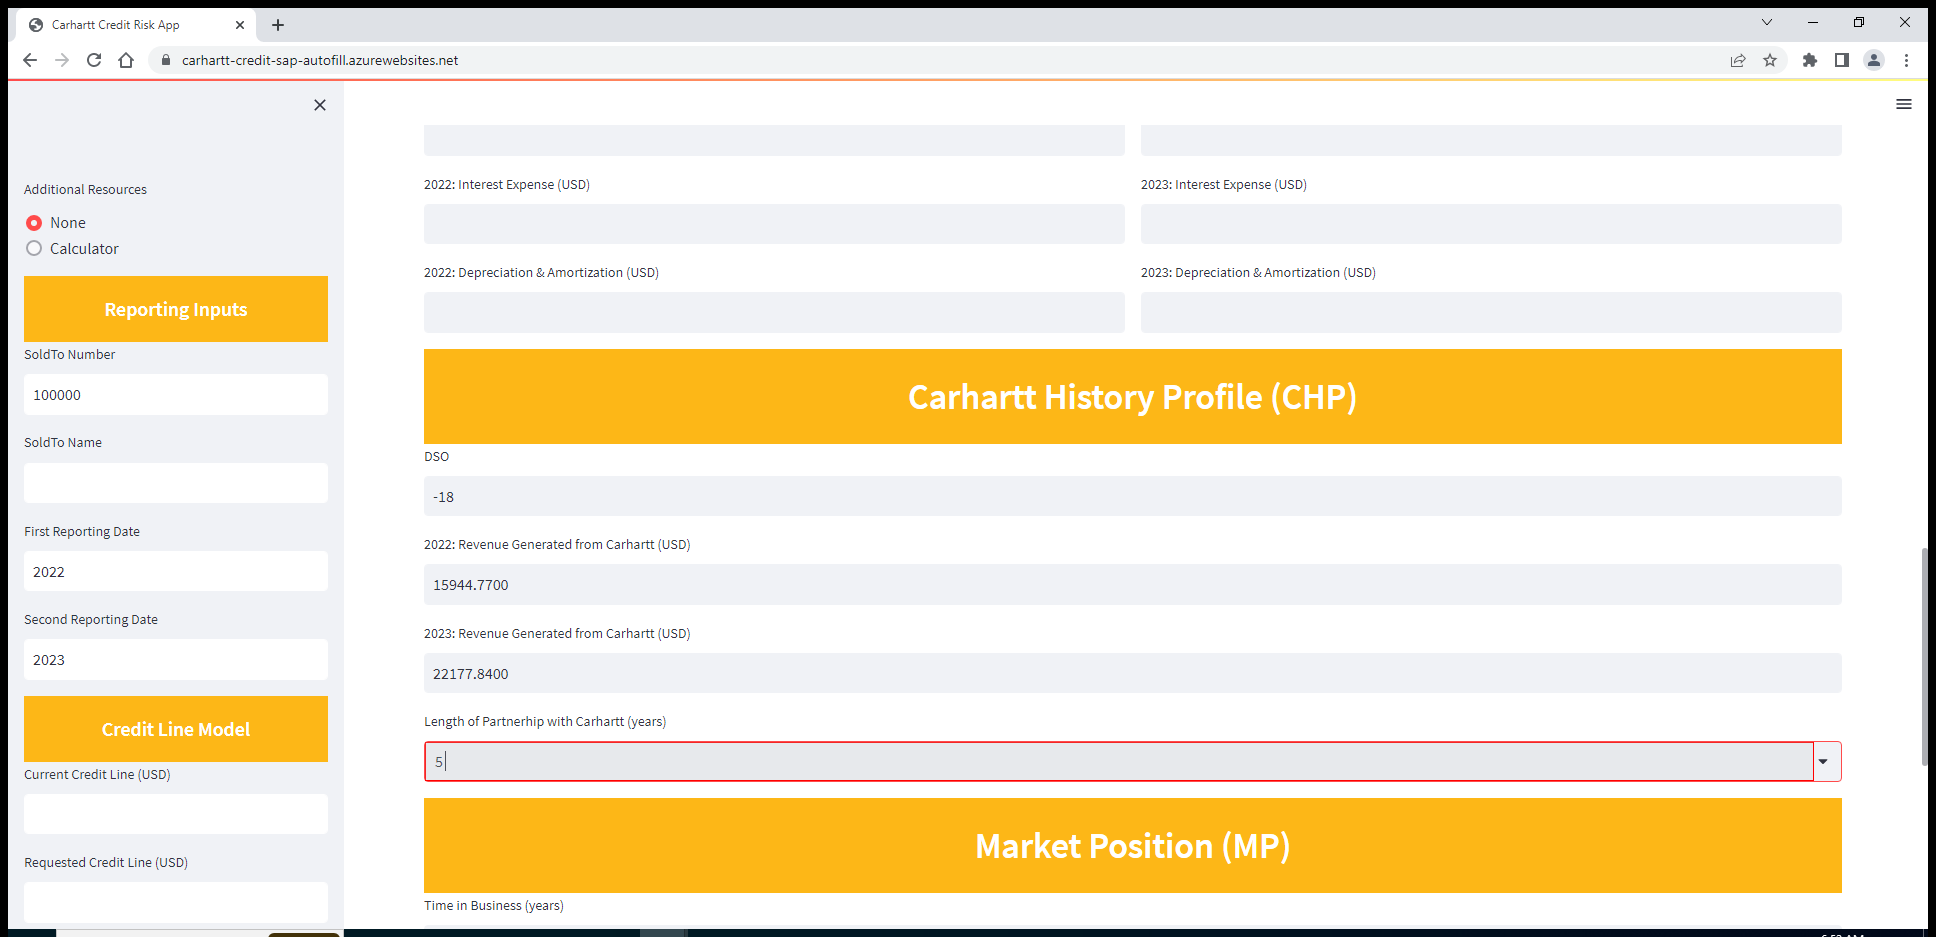 Carhartt Credit Risk App
carhartt-credit-sap-autofill.azurewebsites.net
Additional Resources
None
Calculator
Reporting Inputs
SoldTo Number
100000
SoldTo Name
First Reporting Date
2022
Second Reporting Date
2023
Credit Line Model
Current Credit Line (USD)
Requested Credit Line (USD)
2022: Interest Expense (USD)
2023: Interest Expense (USD)
2022: Depreciation & Amortization (USD)
2023: Depreciation & Amortization (USD)
Carhartt History Profile (CHP)
DSO
-18
2022: Revenue Generated from Carhartt (USD)
15944.7700
2023: Revenue Generated from Carhartt (USD)
22177.8400
Length of Partnerhip with Carhartt (years)
5
Market Position (MP)
Time in Business (years)